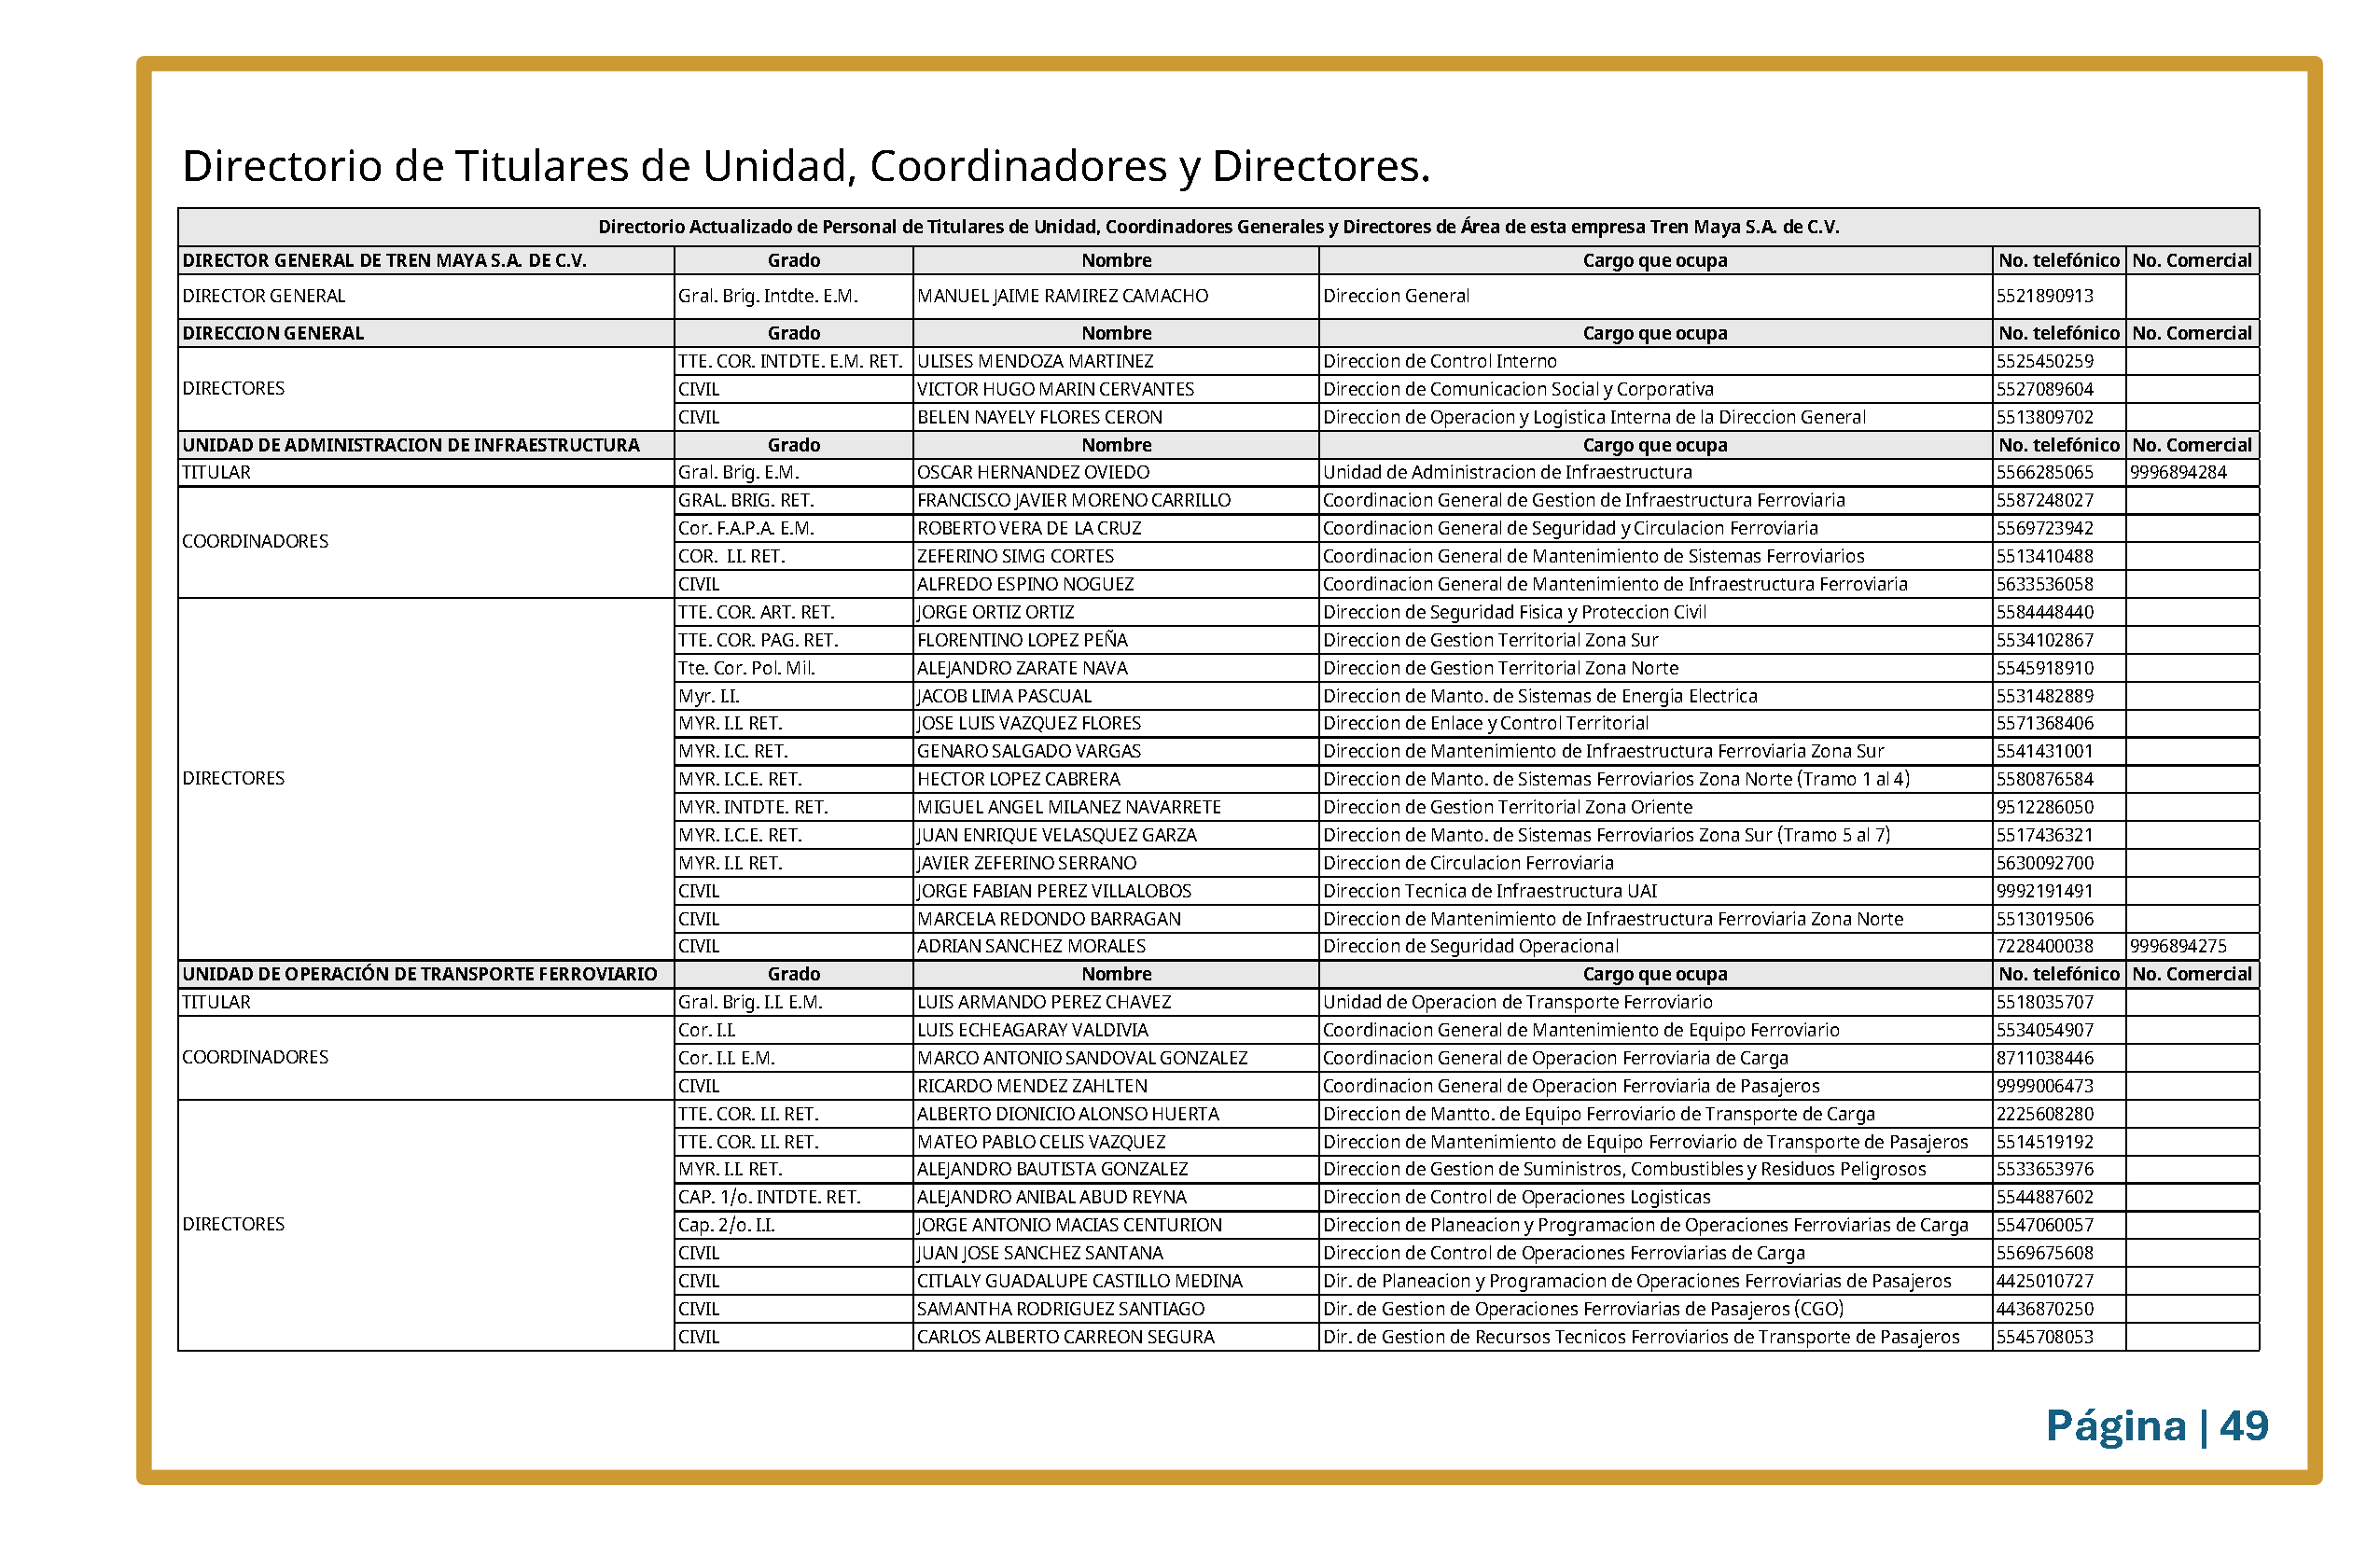 Directorio de Titulares de Unidad, Coordinadores y Directores.
Directorio Actualizado de Personal de Titulares de Unidad, Coordinadores Generales y Directores de Área de esta empresa Tren Maya S.A. de C.V.
DIRECTOR GENERAL DE TREN MAYA S.A. DE C.V. Grado Nombre Cargo que ocupa No. telefónico No. Comercial
DIRECTOR GENERAL Gral. Brig. Intdte. E.M. MANUEL JAIME RAMIREZ CAMACHO Direccion General 5521890913
DIRECCION GENERAL Grado Nombre Cargo que ocupa No. telefónico No. Comercial
TTE. COR. INTDTE. E.M. RET. ULISES MENDOZA MARTINEZ Direccion de Control Interno 5525450259
DIRECTORES CIVIL VICTOR HUGO MARIN CERVANTES Direccion de Comunicacion Social y Corporativa 5527089604
CIVIL BELEN NAYELY FLORES CERON Direccion de Operacion y Logistica Interna de la Direccion General 5513809702
UNIDAD DE ADMINISTRACION DE INFRAESTRUCTURA Grado Nombre Cargo que ocupa No. telefónico No. Comercial
TITULAR Gral. Brig. E.M. OSCAR HERNANDEZ OVIEDO Unidad de Administracion de Infraestructura 5566285065 9996894284
GRAL. BRIG. RET. FRANCISCO JAVIER MORENO CARRILLO Coordinacion General de Gestion de Infraestructura Ferroviaria 5587248027
Cor. F.A.P.A. E.M. ROBERTO VERA DE LA CRUZ Coordinacion General de Seguridad y Circulacion Ferroviaria 5569723942
COORDINADORES
COR. I.I. RET. ZEFERINO SIMG CORTES Coordinacion General de Mantenimiento de Sistemas Ferroviarios 5513410488
CIVIL ALFREDO ESPINO NOGUEZ Coordinacion General de Mantenimiento de Infraestructura Ferroviaria 5633536058
TTE. COR. ART. RET. JORGE ORTIZ ORTIZ Direccion de Seguridad Fisica y Proteccion Civil 5584448440
TTE. COR. PAG. RET. FLORENTINO LOPEZ PEÑA Direccion de Gestion Territorial Zona Sur 5534102867
Tte. Cor. Pol. Mil. ALEJANDRO ZARATE NAVA Direccion de Gestion Territorial Zona Norte 5545918910
Myr. I.I. JACOB LIMA PASCUAL Direccion de Manto. de Sistemas de Energia Electrica 5531482889
MYR. I.I. RET. JOSE LUIS VAZQUEZ FLORES Direccion de Enlace y Control Territorial 5571368406
MYR. I.C. RET. GENARO SALGADO VARGAS Direccion de Mantenimiento de Infraestructura Ferroviaria Zona Sur 5541431001
DIRECTORES MYR. I.C.E. RET. HECTOR LOPEZ CABRERA Direccion de Manto. de Sistemas Ferroviarios Zona Norte (Tramo 1 al 4) 5580876584
MYR. INTDTE. RET. MIGUEL ANGEL MILANEZ NAVARRETE Direccion de Gestion Territorial Zona Oriente 9512286050
MYR. I.C.E. RET. JUAN ENRIQUE VELASQUEZ GARZA Direccion de Manto. de Sistemas Ferroviarios Zona Sur (Tramo 5 al 7) 5517436321
MYR. I.I. RET. JAVIER ZEFERINO SERRANO Direccion de Circulacion Ferroviaria 5630092700
CIVIL JORGE FABIAN PEREZ VILLALOBOS Direccion Tecnica de Infraestructura UAI 9992191491
CIVIL MARCELA REDONDO BARRAGAN Direccion de Mantenimiento de Infraestructura Ferroviaria Zona Norte 5513019506
CIVIL ADRIAN SANCHEZ MORALES Direccion de Seguridad Operacional 7228400038 9996894275
UNIDAD DE OPERACIÓN DE TRANSPORTE FERROVIARIO Grado Nombre Cargo que ocupa No. telefónico No. Comercial
TITULAR Gral. Brig. I.I. E.M. LUIS ARMANDO PEREZ CHAVEZ Unidad de Operacion de Transporte Ferroviario 5518035707
Cor. I.I. LUIS ECHEAGARAY VALDIVIA Coordinacion General de Mantenimiento de Equipo Ferroviario 5534054907
COORDINADORES Cor. I.I. E.M. MARCO ANTONIO SANDOVAL GONZALEZ Coordinacion General de Operacion Ferroviaria de Carga 8711038446
CIVIL RICARDO MENDEZ ZAHLTEN Coordinacion General de Operacion Ferroviaria de Pasajeros 9999006473
TTE. COR. I.I. RET. ALBERTO DIONICIO ALONSO HUERTA Direccion de Mantto. de Equipo Ferroviario de Transporte de Carga 2225608280
TTE. COR. I.I. RET. MATEO PABLO CELIS VAZQUEZ Direccion de Mantenimiento de Equipo Ferroviario de Transporte de Pasajeros 5514519192
MYR. I.I. RET. ALEJANDRO BAUTISTA GONZALEZ Direccion de Gestion de Suministros, Combustibles y Residuos Peligrosos 5533653976
CAP. 1/o. INTDTE. RET. ALEJANDRO ANIBAL ABUD REYNA Direccion de Control de Operaciones Logisticas 5544887602
DIRECTORES Cap. 2/o. I.I. JORGE ANTONIO MACIAS CENTURION Direccion de Planeacion y Programacion de Operaciones Ferroviarias de Carga 5547060057
CIVIL JUAN JOSE SANCHEZ SANTANA Direccion de Control de Operaciones Ferroviarias de Carga 5569675608
CIVIL CITLALY GUADALUPE CASTILLO MEDINA Dir. de Planeacion y Programacion de Operaciones Ferroviarias de Pasajeros 4425010727
CIVIL SAMANTHA RODRIGUEZ SANTIAGO Dir. de Gestion de Operaciones Ferroviarias de Pasajeros (CGO) 4436870250
CIVIL CARLOS ALBERTO CARREON SEGURA Dir. de Gestion de Recursos Tecnicos Ferroviarios de Transporte de Pasajeros 5545708053
Página | 49